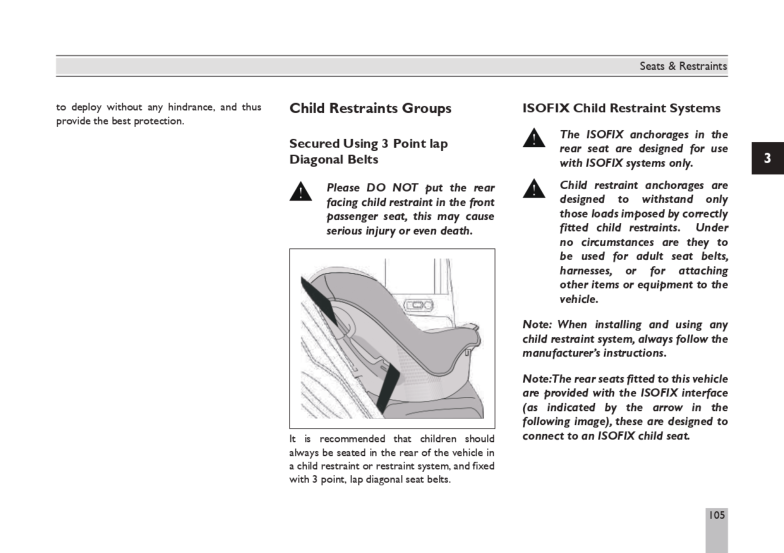 Seats & Restraints
to deploy without any hindrance, and thus
provide the best protection.
Child Restraints Groups
Secured Using 3 Point lap
Diagonal Belts
Please DO NOT put the rear
facing child restraint in the front
passenger seat, this may cause
serious injury or even death.
It is recommended that children should
always be seated in the rear of the vehicle in
a child restraint or restraint system, and fixed
with 3 point, lap diagonal seat belts.
ISOFIX Child Restraint Systems
The ISOFIX anchorages in the
rear seat are designed for use
with ISOFIX systems only.
Child restraint anchorages are
designed to withstand only
those loads imposed by correctly
fitted child restraints. Under
no circumstances are they to
be used for adult seat belts,
harnesses, or for attaching
other items or equipment to the
vehicle.
Note: When installing and using any
child restraint system, always follow the
manufacturer's instructions.
Note:The rear seats fitted to this vehicle
are provided with the ISOFIX interface
(as indicated by the arrow in the
following image), these are designed to
connect to an ISOFIX child seat.
3
105